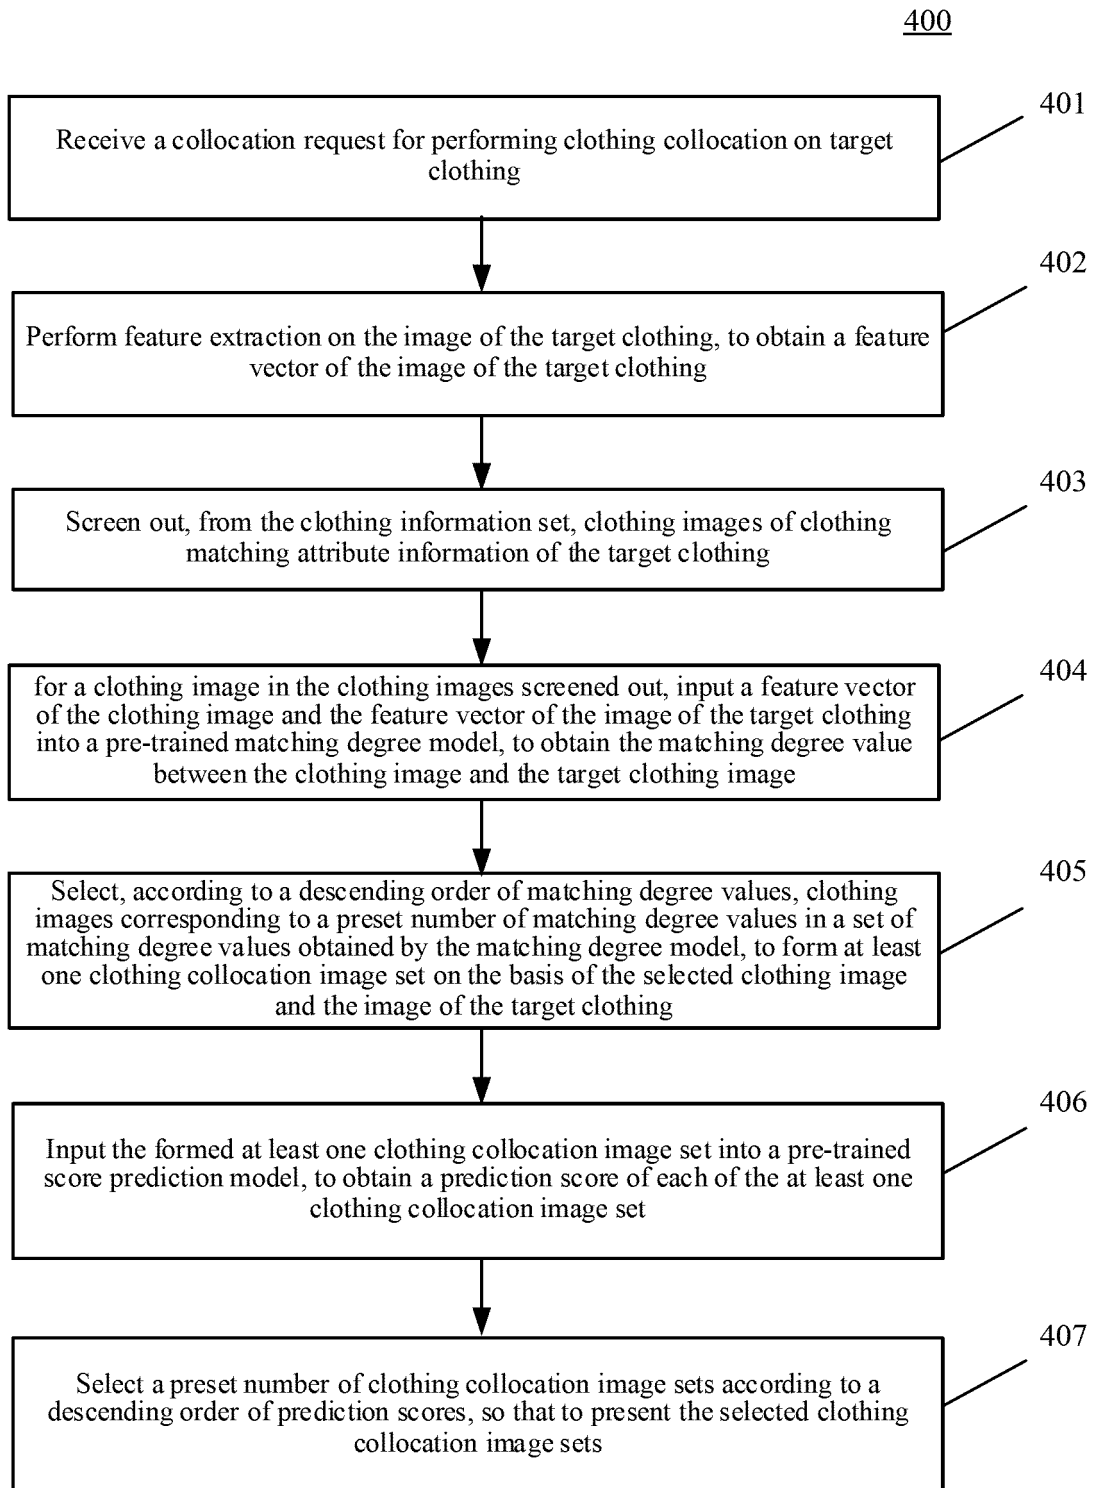 400
401
Receive a collocation request for performing clothing collocation on target
clothing
402
Perform feature extraction on the image of the target clothing, to obtain a feature
vector of the image of the target clothing
403
Screen out, from the clothing information set, clothing images of clothing
matching attribute information of the target clothing
404
for a clothing image in the clothing images screened out, input a feature vector
of the clothing image and the feature vector of the image of the target clothing
into a pre-trained matching degree model, to obtain the matching degree value
between the clothing image and the target clothing image
405
Select, according to a descending order of matching degree values, clothing
images corresponding to a preset number of matching degree values in a set of
matching degree values obtained by the matching degree model, to form at least
one clothing collocation image set on the basis of the selected clothing image
and the image of the target clothing
406
Input the formed at least one clothing collocation image set into a pre-trained
score prediction model, to obtain a prediction score of each of the at least one
clothing collocation image set
407
Select a preset number of clothing collocation image sets according to a
descending order of prediction scores, so that to present the selected clothing
collocation image sets